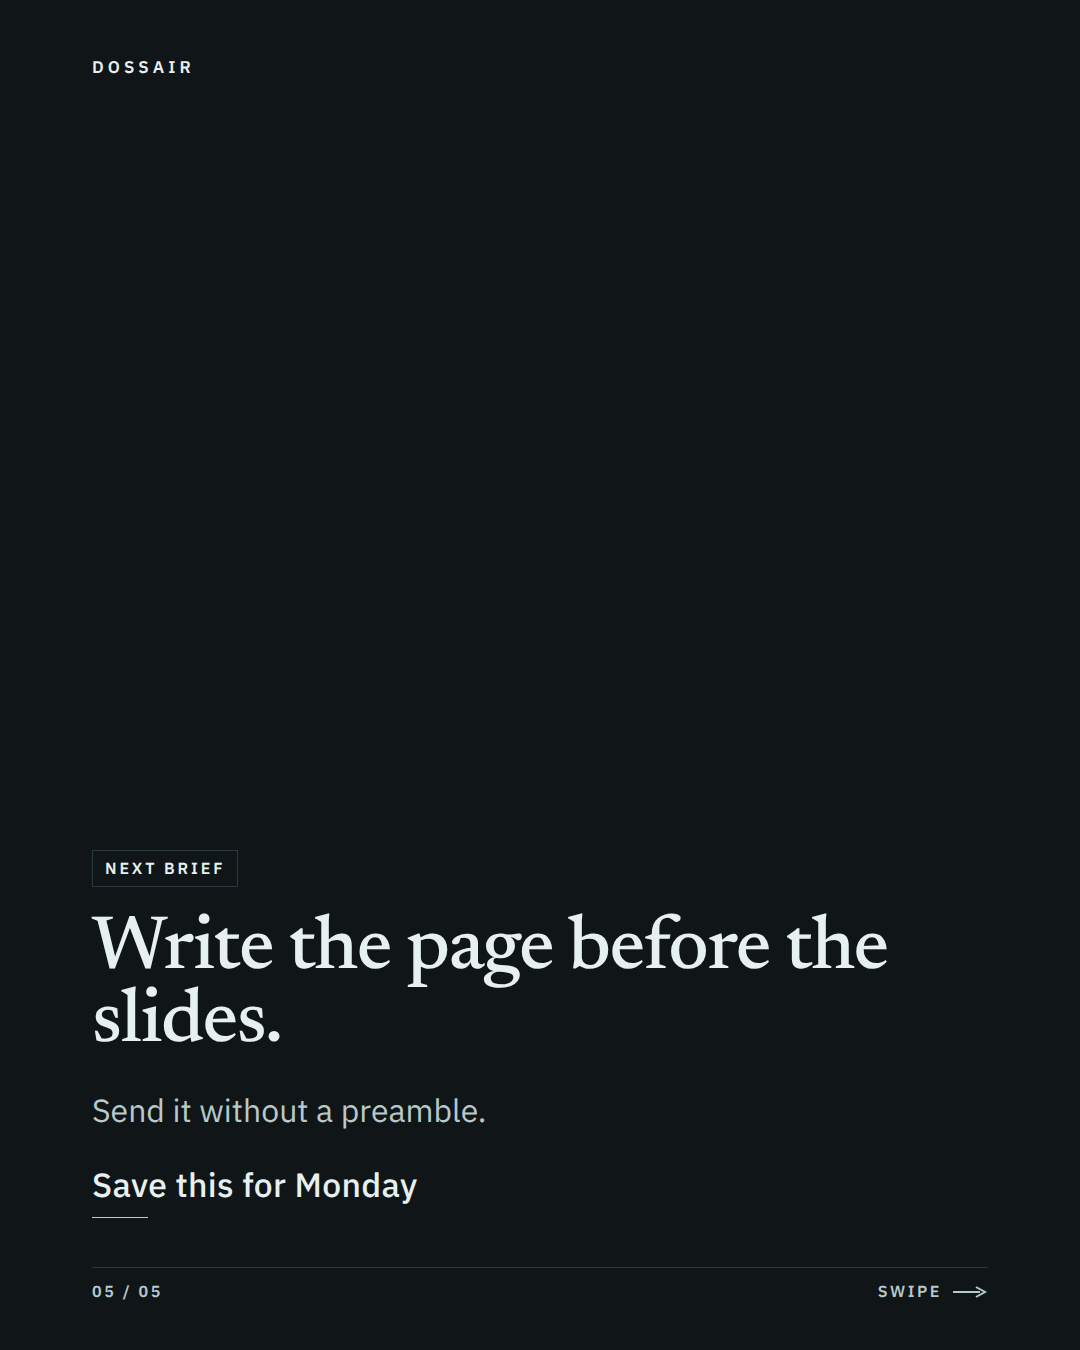 DOSSAIR
NEXT BRIEF
Write the page before the
slides.
Send it without a preamble.
Save this for Monday
05 / 05
SWIPE